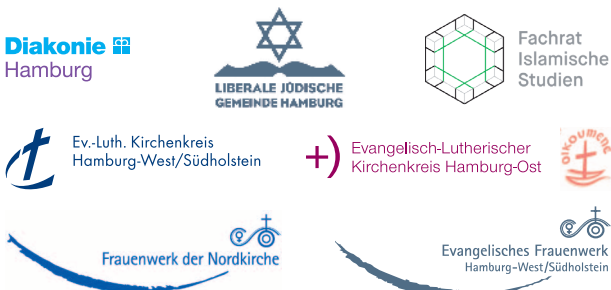 Diakonie
Hamburg
LIBERALE JÜDISCHE
GEMEINDE HAMBURG
Fachrat
Islamische
Studien
Ev.-Luth. Kirchenkreis
Hamburg-West/Südholstein
Evangelisch-Lutherischer
Kirchenkreis Hamburg-Ost
OIKOUMENE
Frauenwerk der Nordkirche
Evangelisches Frauenwerk
Hamburg-West/Südholstein